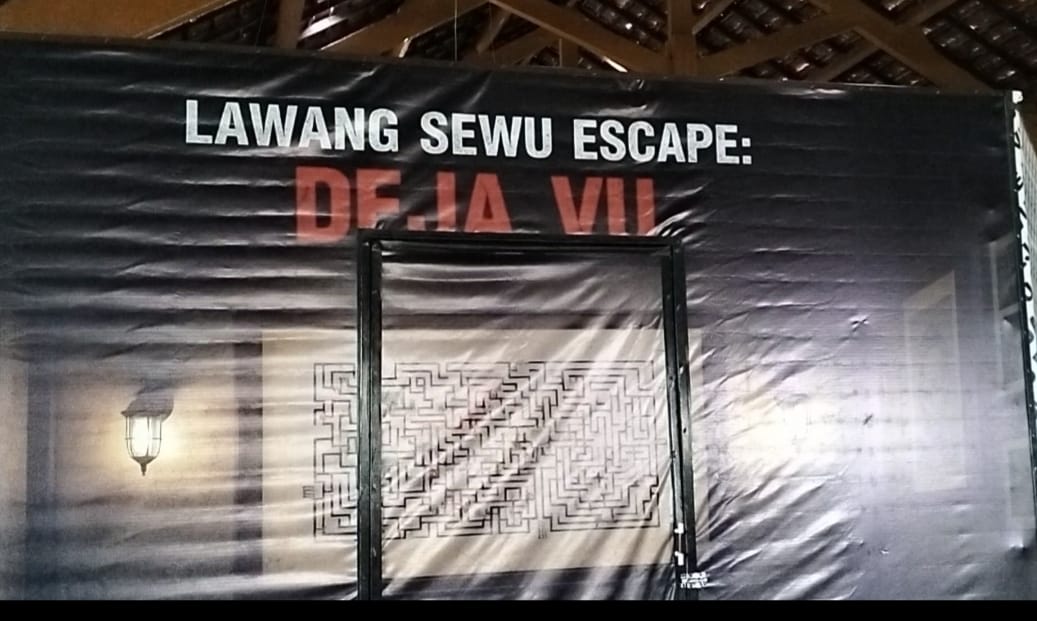 LAWANG SEWU ESCAPE:
DEJA VU